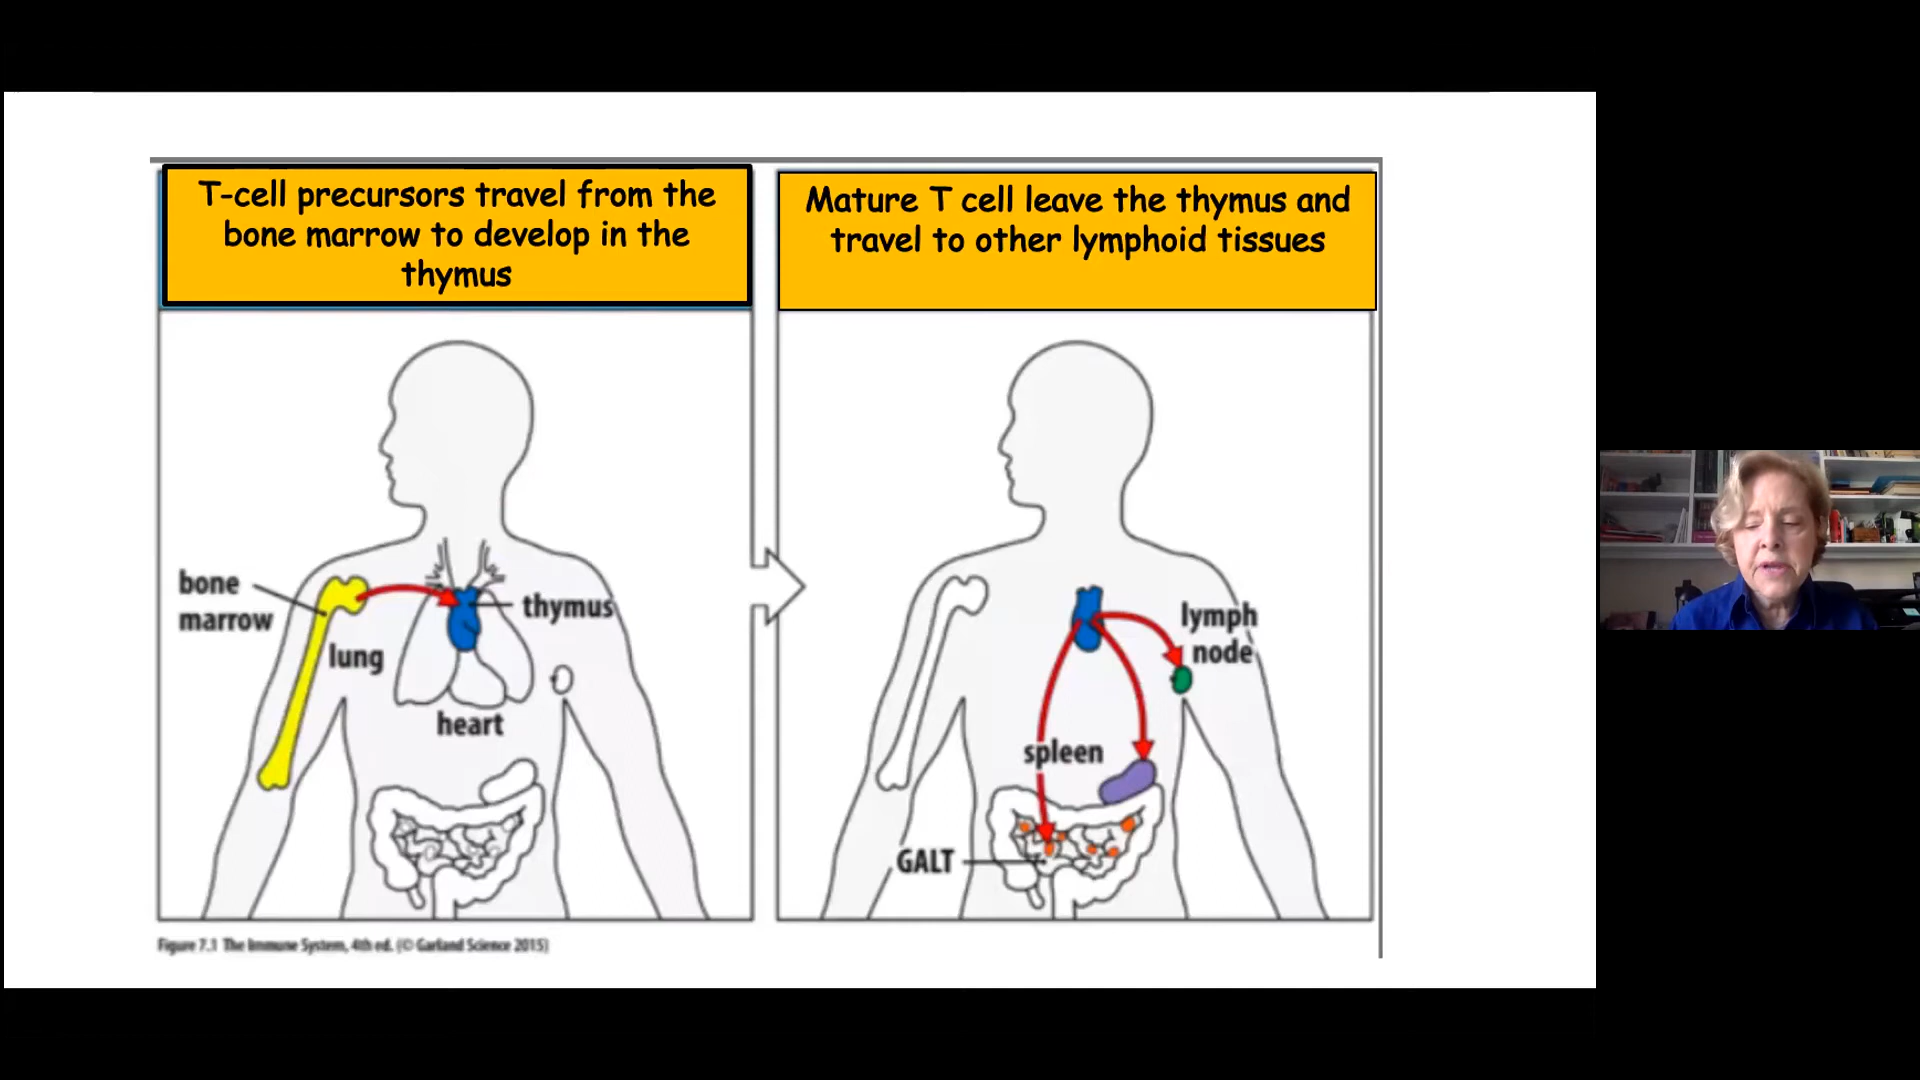 T-cell precursors travel from the
bone marrow to develop in the
thymus
bone
marrow
thymus
lung
heart
Mature T cell leave the thymus and
travel to other lymphoid tissues
lymph
node
spleen
GALT
Figure 7.1 The Immune System, 4th ed. (© Garland Science 2015)